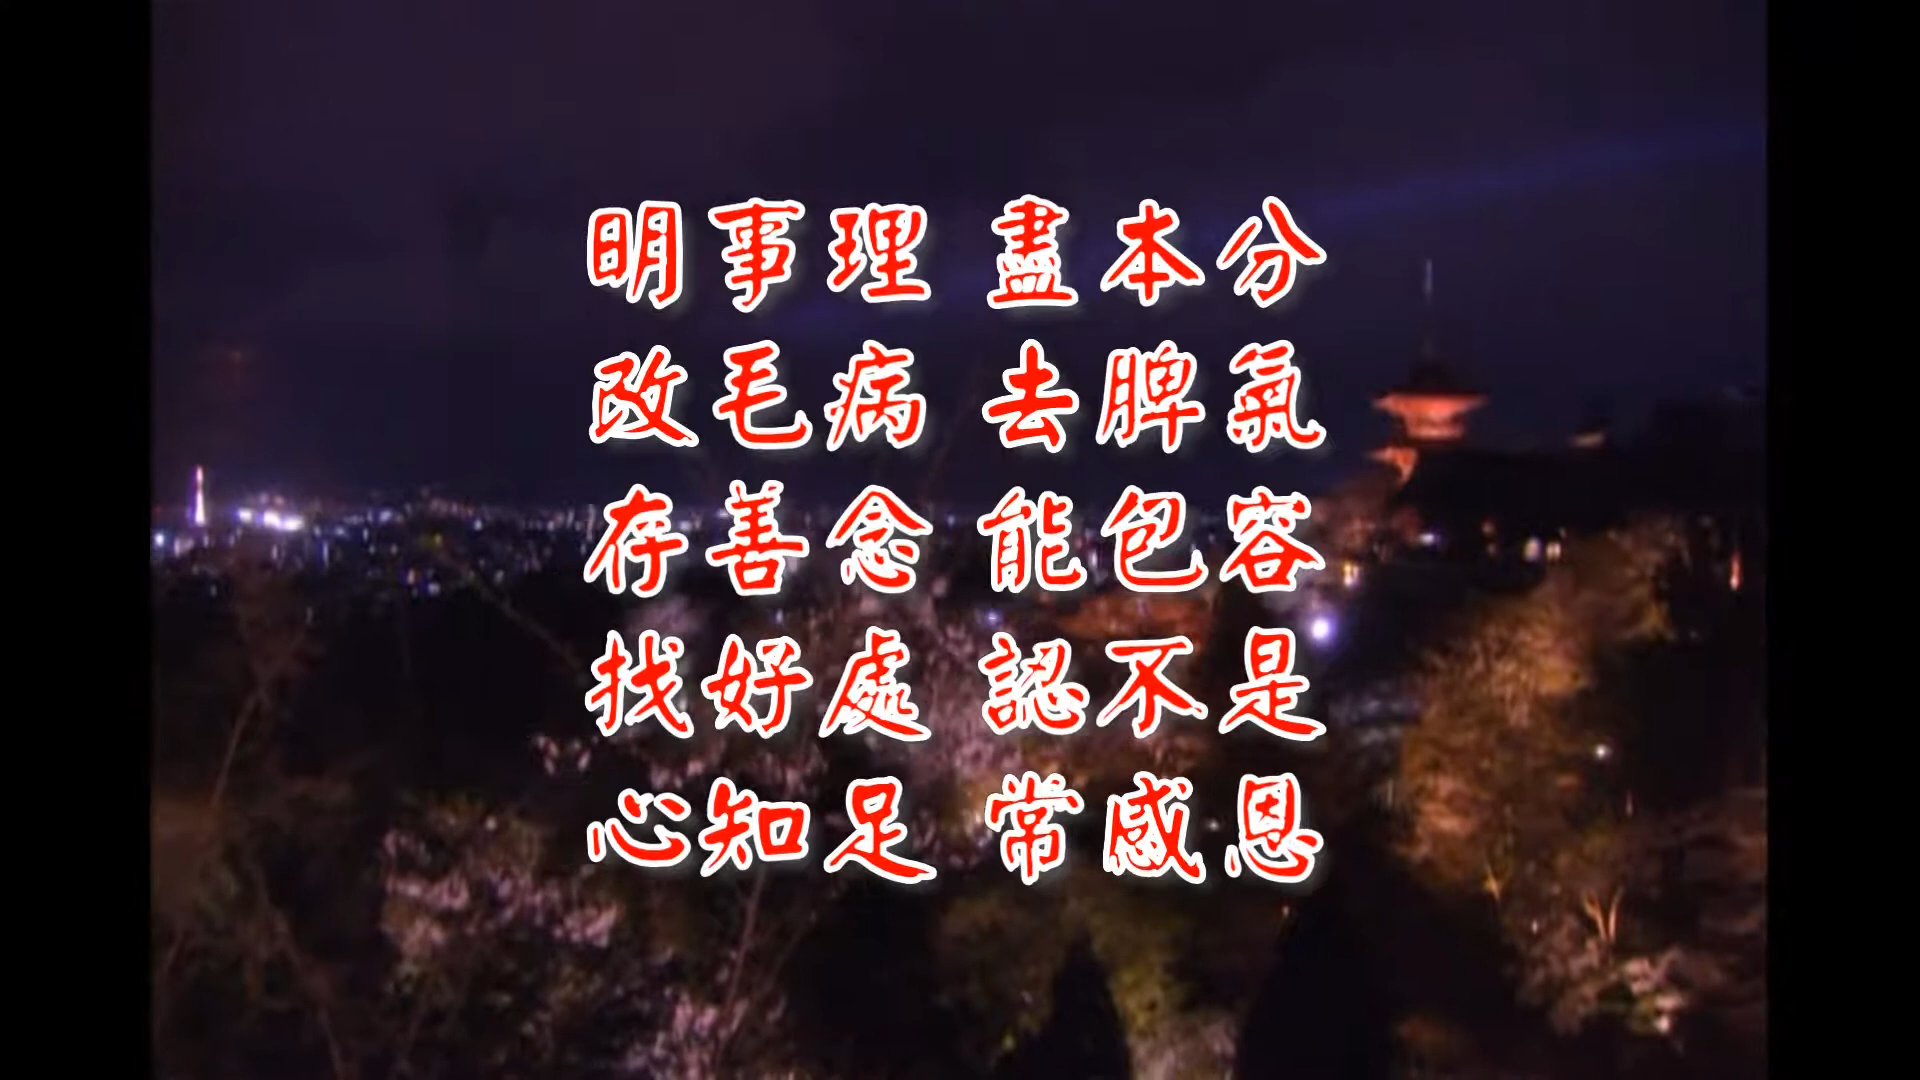 明事理 盡本分
改毛病 去脾氣
存善念 能包容
找好處 認不是
心知足 常感恩